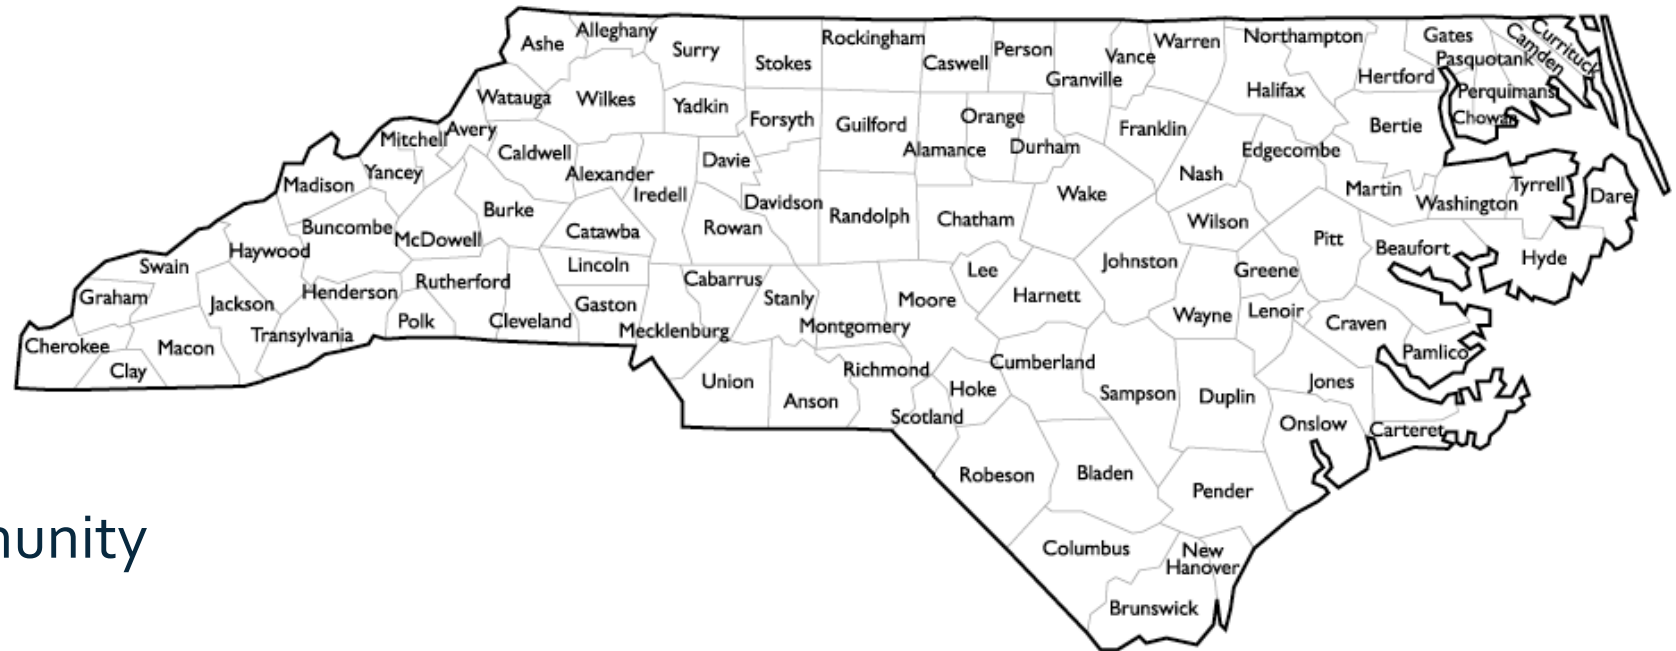 Ashe
Alleghany
Surry
Stokes
Rockingham
Caswell
Person
Granville
Vance
Warren
Northampton
Gates
Currituck
Camden
Pasquotank
Perquimans
Chowan
Hertford
Halifax
Bertie
Watauga
Wilkes
Yadkin
Forsyth
Guilford
Alamance
Orange
Durham
Franklin
Nash
Edgecombe
Martin
Washington
Tyrrell
Dare
Mitchell
Avery
Caldwell
Alexander
Iredell
Davie
Davidson
Randolph
Chatham
Wake
Wilson
Pitt
Beaufort
Hyde
Madison
Yancey
Buncombe
McDowell
Burke
Catawba
Rowan
Haywood
Swain
Graham
Jackson
Henderson
Rutherford
Lincoln
Cabarrus
Stanly
Montgomery
Moore
Lee
Harnett
Johnston
Greene
Lenoir
Wayne
Craven
Pamlico
Cherokee
Clay
Macon
Transylvania
Polk
Cleveland
Gaston
Mecklenburg
Union
Anson
Richmond
Scotland
Hoke
Cumberland
Sampson
Duplin
Jones
Onslow
Carteret
Robeson
Bladen
Pender
Columbus
New
Hanover
Brunswick
munity